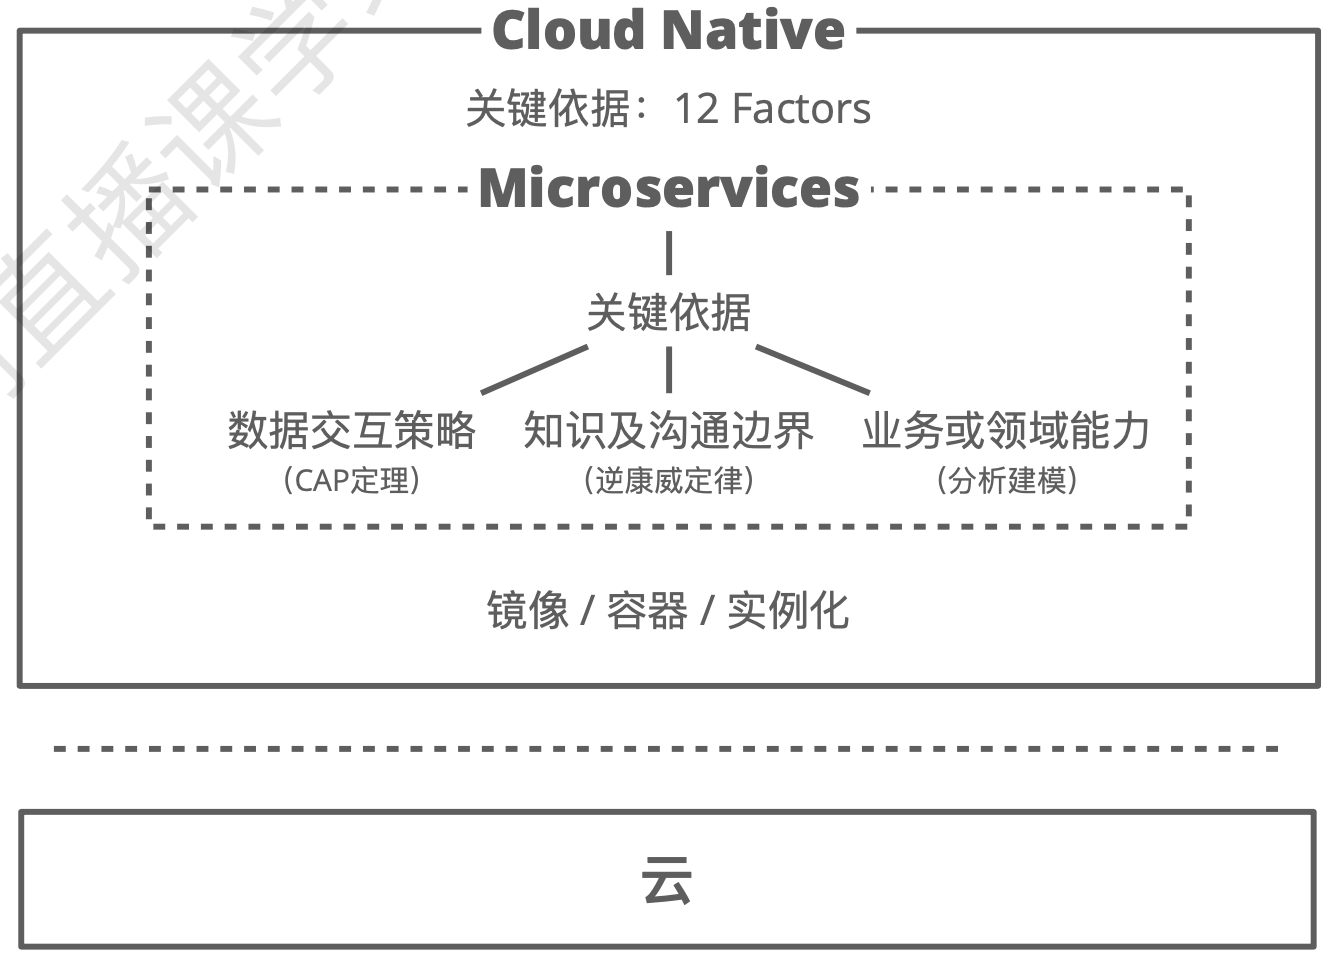 Cloud Native
关键依据：12 Factors
Microservices
关键依据
数据交互策略 知识及沟通边界 业务或领域能力
（CAP定理） （逆康威定律） （分析建模）
镜像 / 容器 / 实例化
云
直播课学